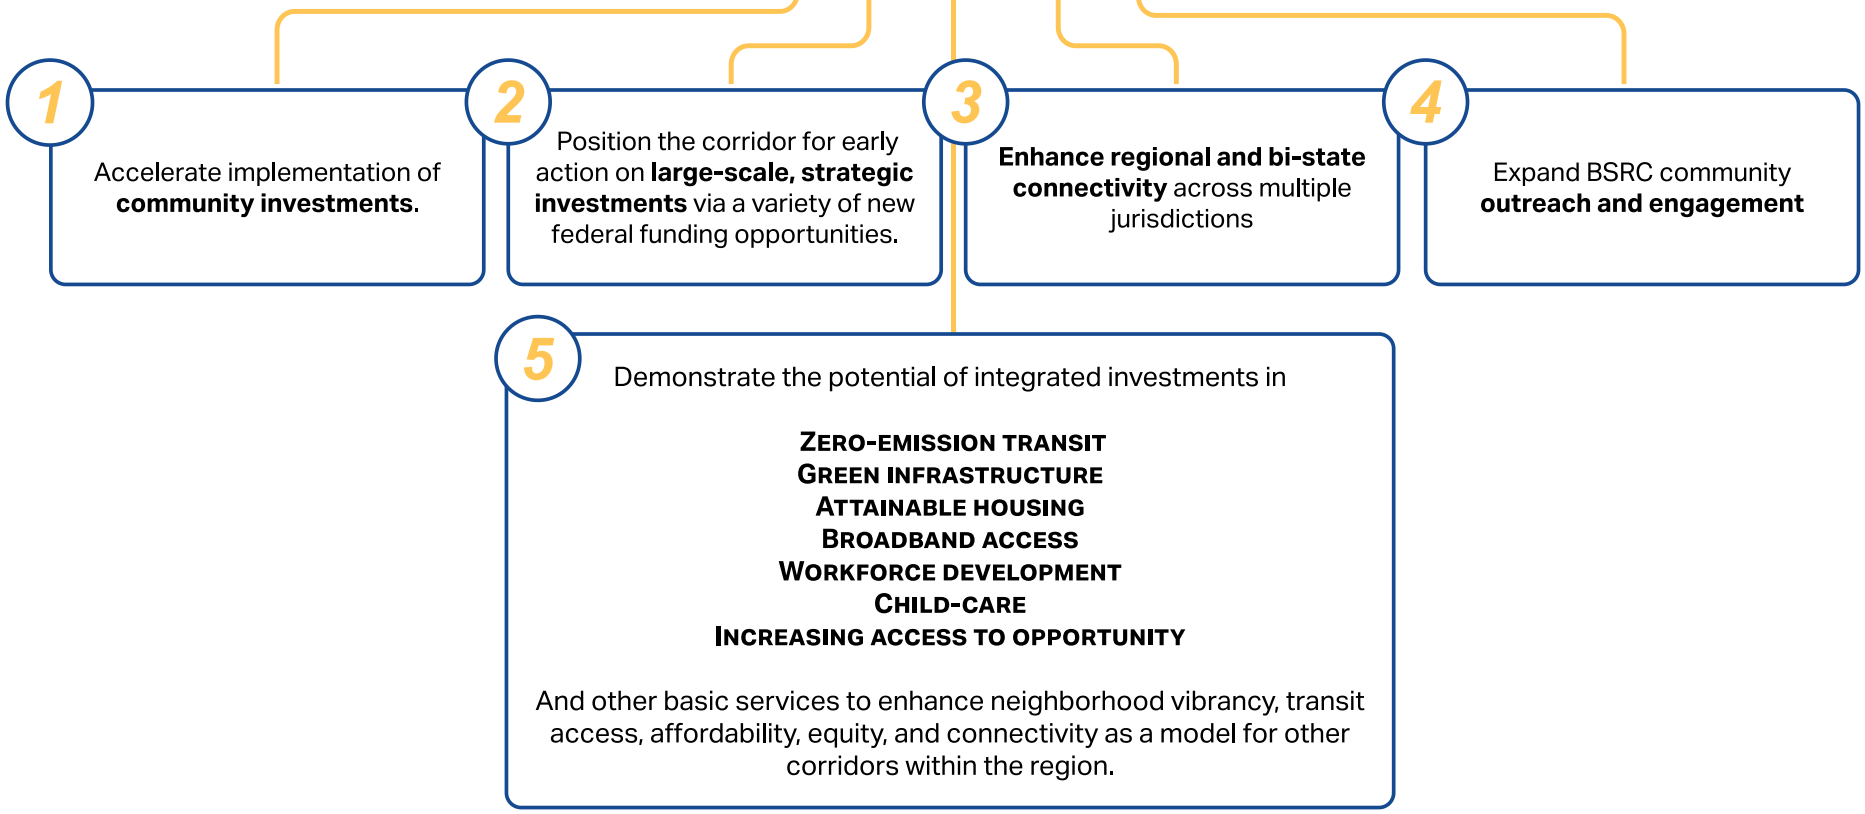 1
Accelerate implementation of
community investments.
2
Position the corridor for early
action on large-scale, strategic
investments via a variety of new
federal funding opportunities.
3
Enhance regional and bi-state
connectivity across multiple
jurisdictions
4
Expand BSRC community
outreach and engagement
5
Demonstrate the potential of integrated investments in
ZERO-EMISSION TRANSIT
GREEN INFRASTRUCTURE
ATTAINABLE HOUSING
BROADBAND ACCESS
WORKFORCE DEVELOPMENT
CHILD-CARE
INCREASING ACCESS TO OPPORTUNITY
And other basic services to enhance neighborhood vibrancy, transit
access, affordability, equity, and connectivity as a model for other
corridors within the region.